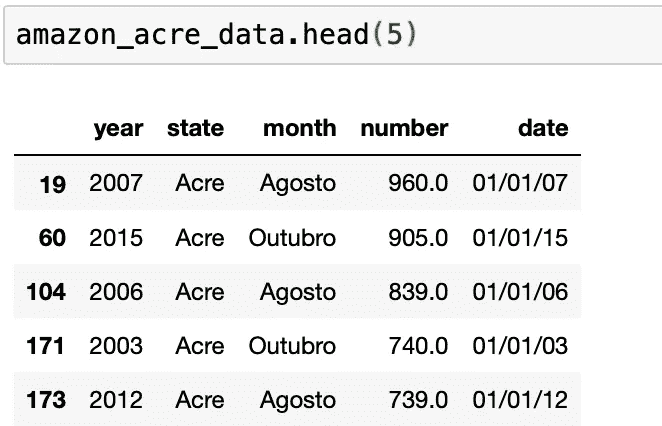 amazon_acre_data.head(5)
year state month number date
19 2007 Acre Agosto 960.0 01/01/07
60 2015 Acre Outubro 905.0 01/01/15
104 2006 Acre Agosto 839.0 01/01/06
171 2003 Acre Outubro 740.0 01/01/03
173 2012 Acre Agosto 739.0 01/01/12